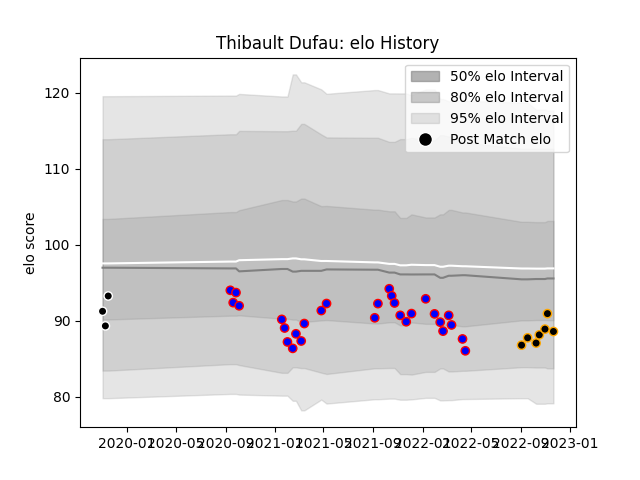 Thibault Dufau: elo History
50% elo Interval
80% elo Interval
95% elo Interval
Post Match elo
elo score
120
110
100
90
80
2020-01
2020-05
2020-09
2021-01
2021-05
2021-09
2022-01
2022-05
2022-09
2023-01